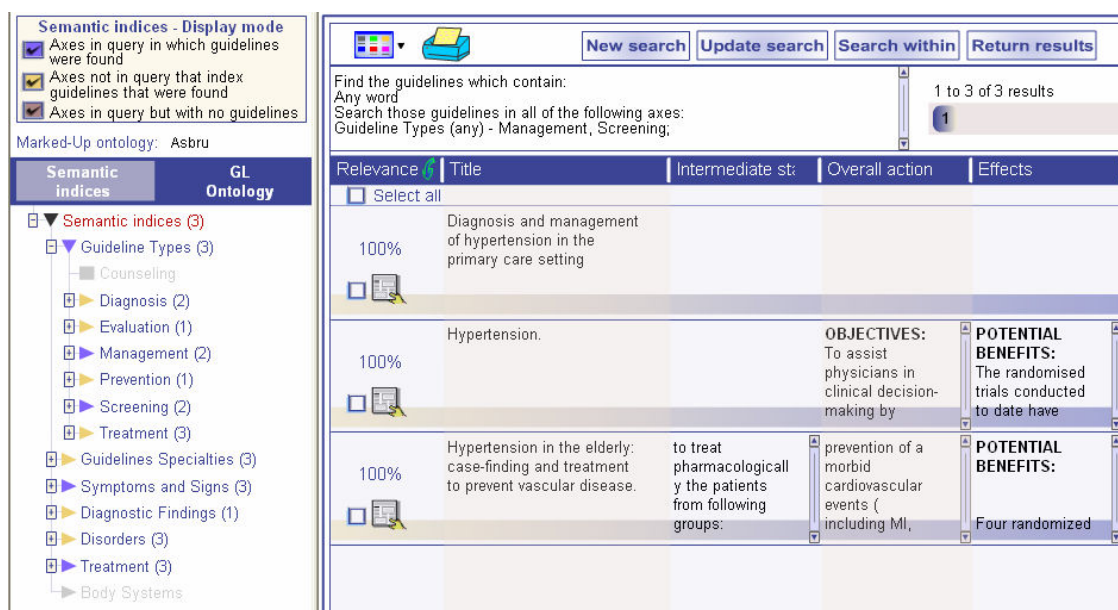 Semantic indices - Display mode
Axes in query in which guidelines
were found
Axes not in query that index
guidelines that were found
Axes in query but with no guidelines
Marked-Up ontology: Asbru
Semantic
indices
GL
Ontology
Semantic indices (3)
Guideline Types (3)
Counseling
Diagnosis (2)
Evaluation (1)
Management (2)
Prevention (1)
Screening (2)
Treatment (3)
Guidelines Specialties (3)
Symptoms and Signs (3)
Diagnostic Findings (1)
Disorders (3)
Treatment (3)
Body Systems
New search Update search Search within Return results
Find the guidelines which contain:
Any word
Search those guidelines in all of the following axes:
Guideline Types (any) - Management, Screening;
1 to 3 of 3 results
1
Relevance Title Intermediate sta Overall action Effects
Select all
100%
Diagnosis and management
of hypertension in the
primary care setting
100%
Hypertension.
OBJECTIVES:
To assist
physicians in
clinical decision-
making by
POTENTIAL
BENEFITS:
The randomised
trials conducted
to date have
100%
Hypertension in the elderly:
case-finding and treatment
to prevent vascular disease.
to treat
pharmacologicall
y the patients
from following
groups:
prevention of a
morbid
cardiovascular
events (
including MI,
POTENTIAL
BENEFITS:
Four randomized